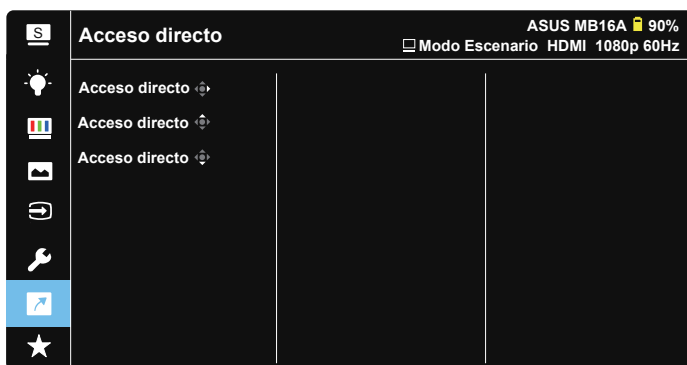 S
Acceso directo
ASUS MB16A 90%
Modo Escenario HDMI 1080p 60Hz
Acceso directo
Acceso directo
Acceso directo